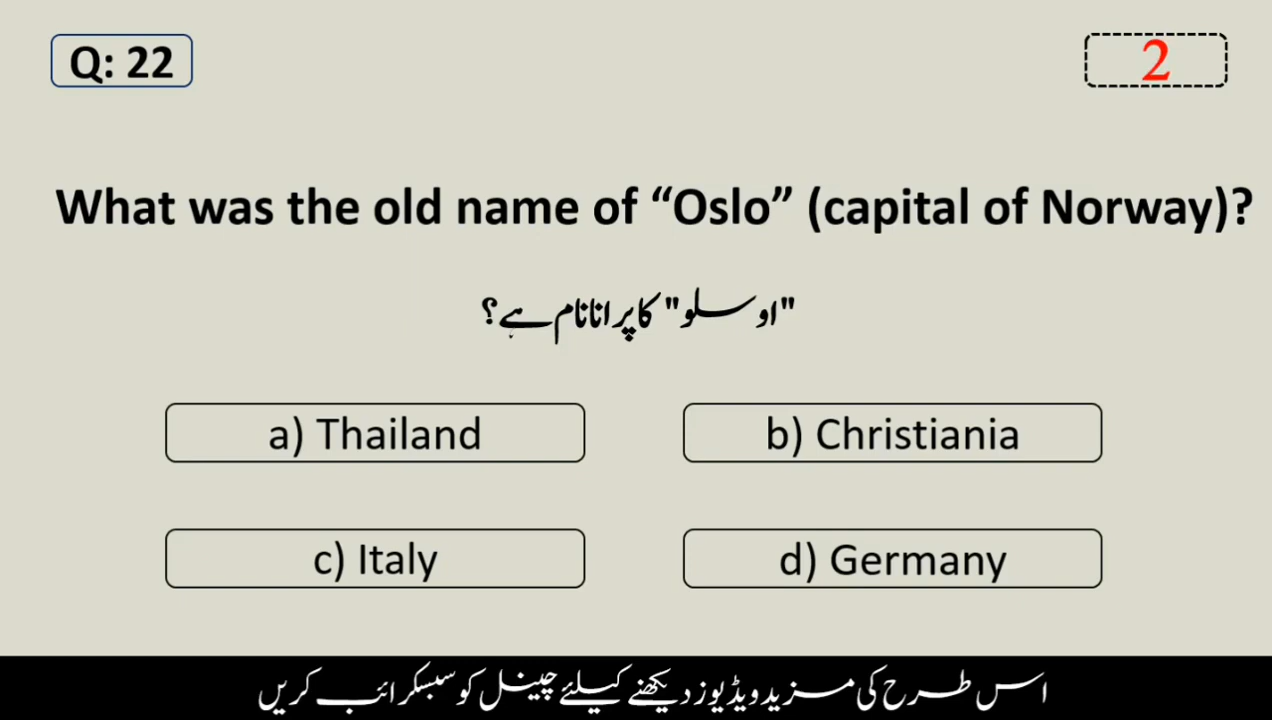 Q: 22
2
What was the old name of “Oslo” (capital of Norway)?
"اوسلو" کا پرانا نام ہے؟
a) Thailand
b) Christiania
c) Italy
d) Germany
اس طرح کی مزید ویڈیوز دیکھنے کیلئے چینل کو سبسکرائب کریں